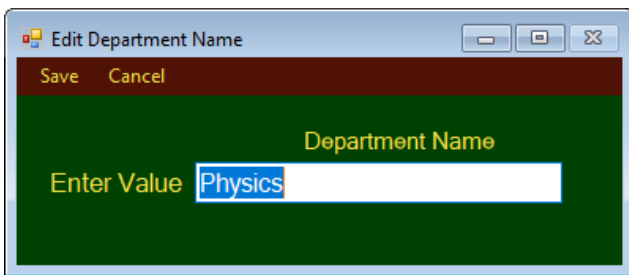 Edit Department Name
Save Cancel
Department Name
Enter Value Physics